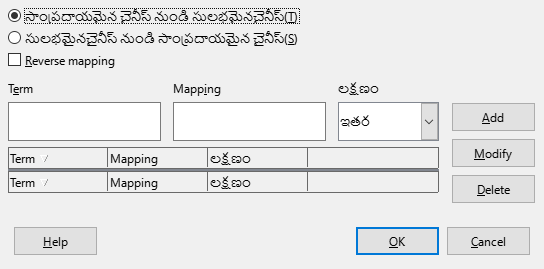 సాంప్రదాయమైన చైనీస్ నుండి సులభమైనచైనీస్(T)
సులభమైనచైనీస్ నుండి సాంప్రదాయమైన చైనీస్(S)
Reverse mapping
Term Mapping లక్షణం
ఇతర Add
Term / Mapping లక్షణం Modify
Term / Mapping లక్షణం Delete
Help OK Cancel